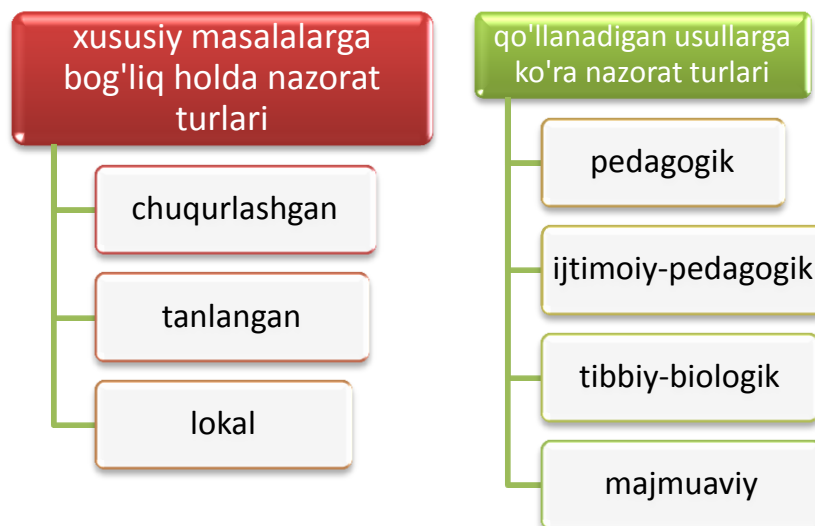 xususiy masalalarga
bog'liq holda nazorat
turlari
chuqurlashgan
tanlangan
lokal
qo'llanadigan usullarga
ko'ra nazorat turlari
pedagogik
ijtimoiy-pedagogik
tibbiy-biologik
majmuaviy